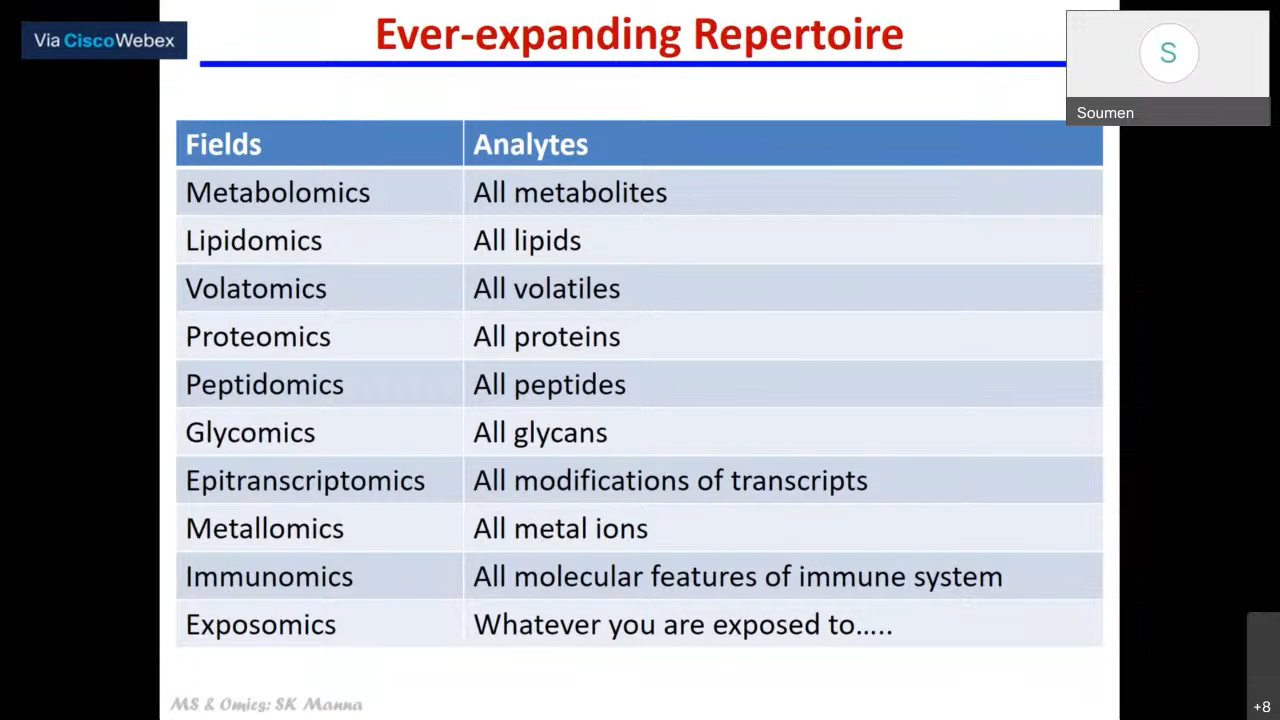 Via CiscoWebex
Ever-expanding Repertoire
S
Soumen
Fields Analytes
Metabolomics All metabolites
Lipidomics All lipids
Volatomics All volatiles
Proteomics All proteins
Peptidomics All peptides
Glycomics All glycans
Epitranscriptomics All modifications of transcripts
Metallomics All metal ions
Immunomics All molecular features of immune system
Exposomics Whatever you are exposed to.....
MS & Omics: SK Manna
+8